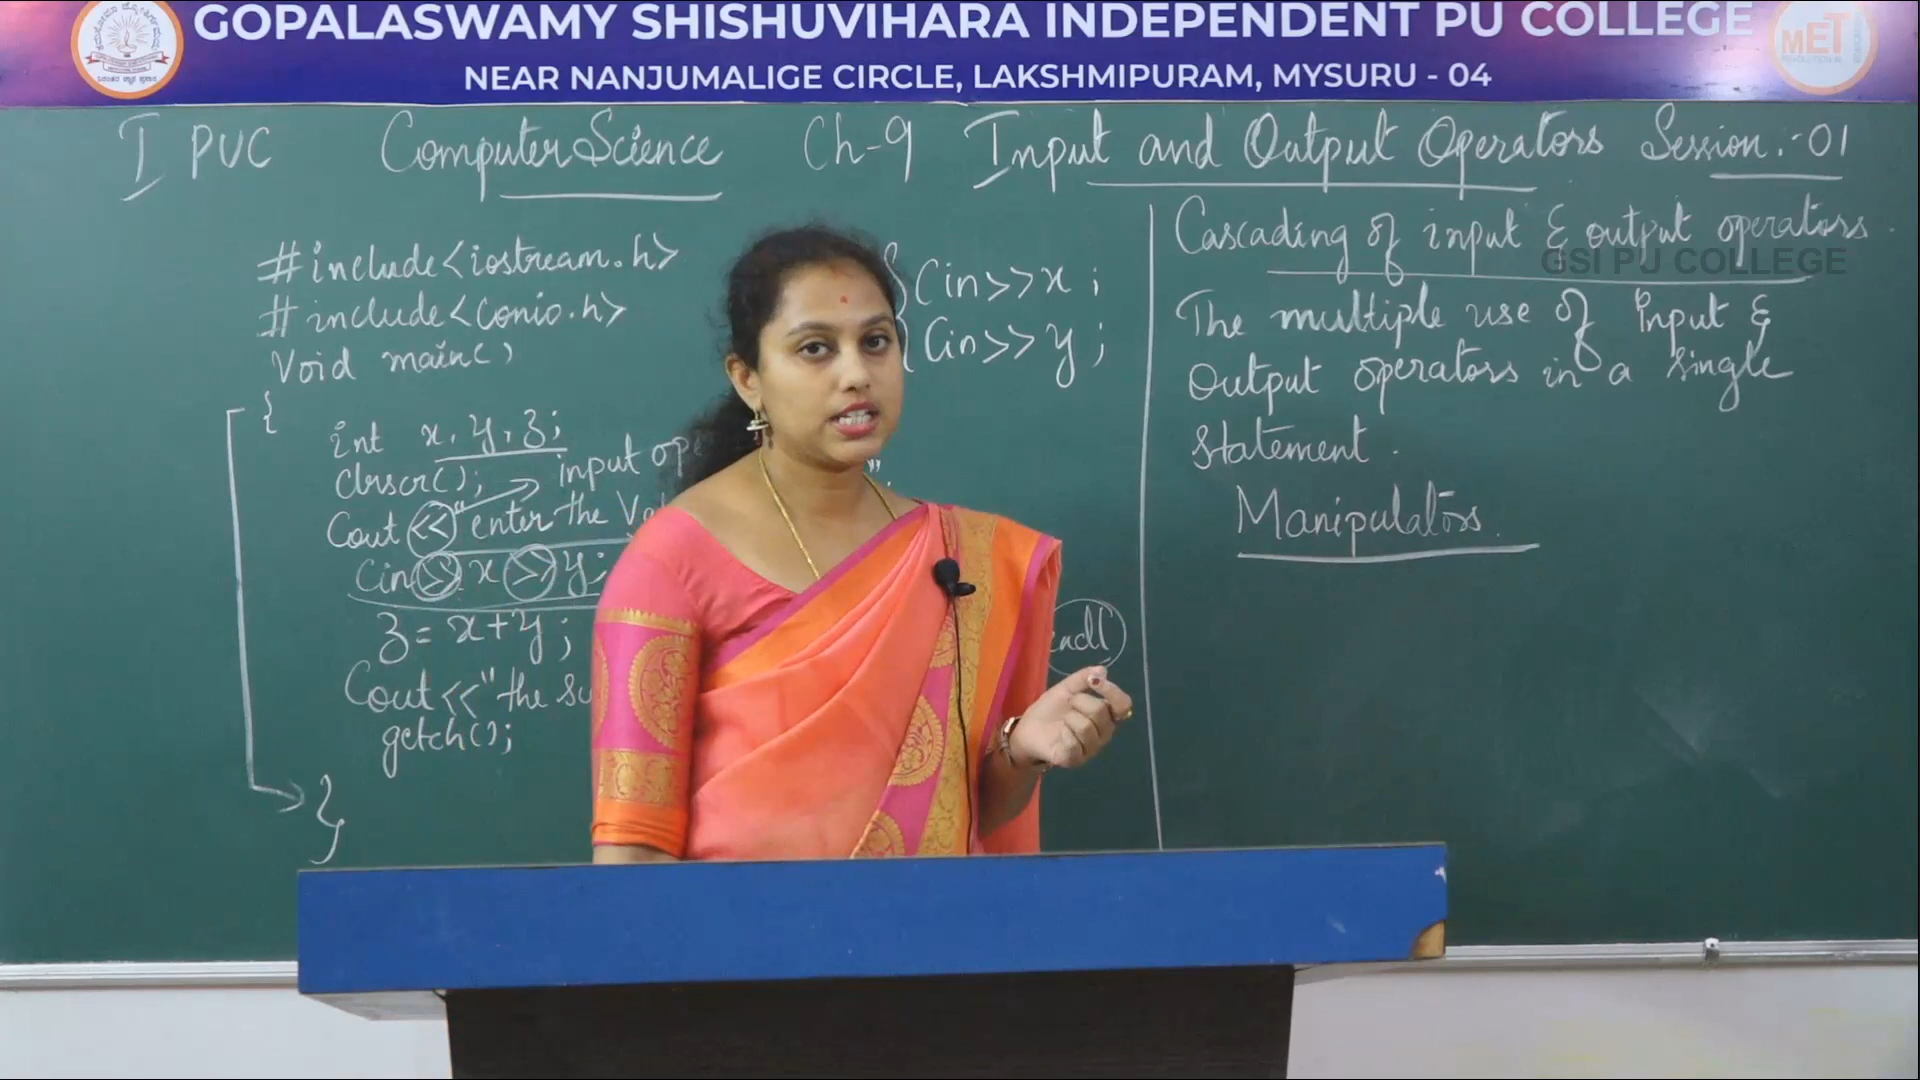 GOPALASWAMY SHISHUVIHARA INDEPENDENT PU COLLEGE
NEAR NANJUMALIGE CIRCLE, LAKSHMIPURAM, MYSURU - 04
MET
I PUC Computer Science Ch-9 Input and Output Operators Session:-01
#include<iostream.h>
#include<conio.h>
Void main()
{
int x, y, z;
clrscr();
input
Cout << "enter the
Cin >> x >> y;
z = x+y;
Cout << "the
getch();
}
Cin>>x ;
Cin>>y ;
endl
Cascading of input & output operators.
GSI PU COLLEGE
The multiple use of Input &
Output operators in a single
statement.
Manipulators.